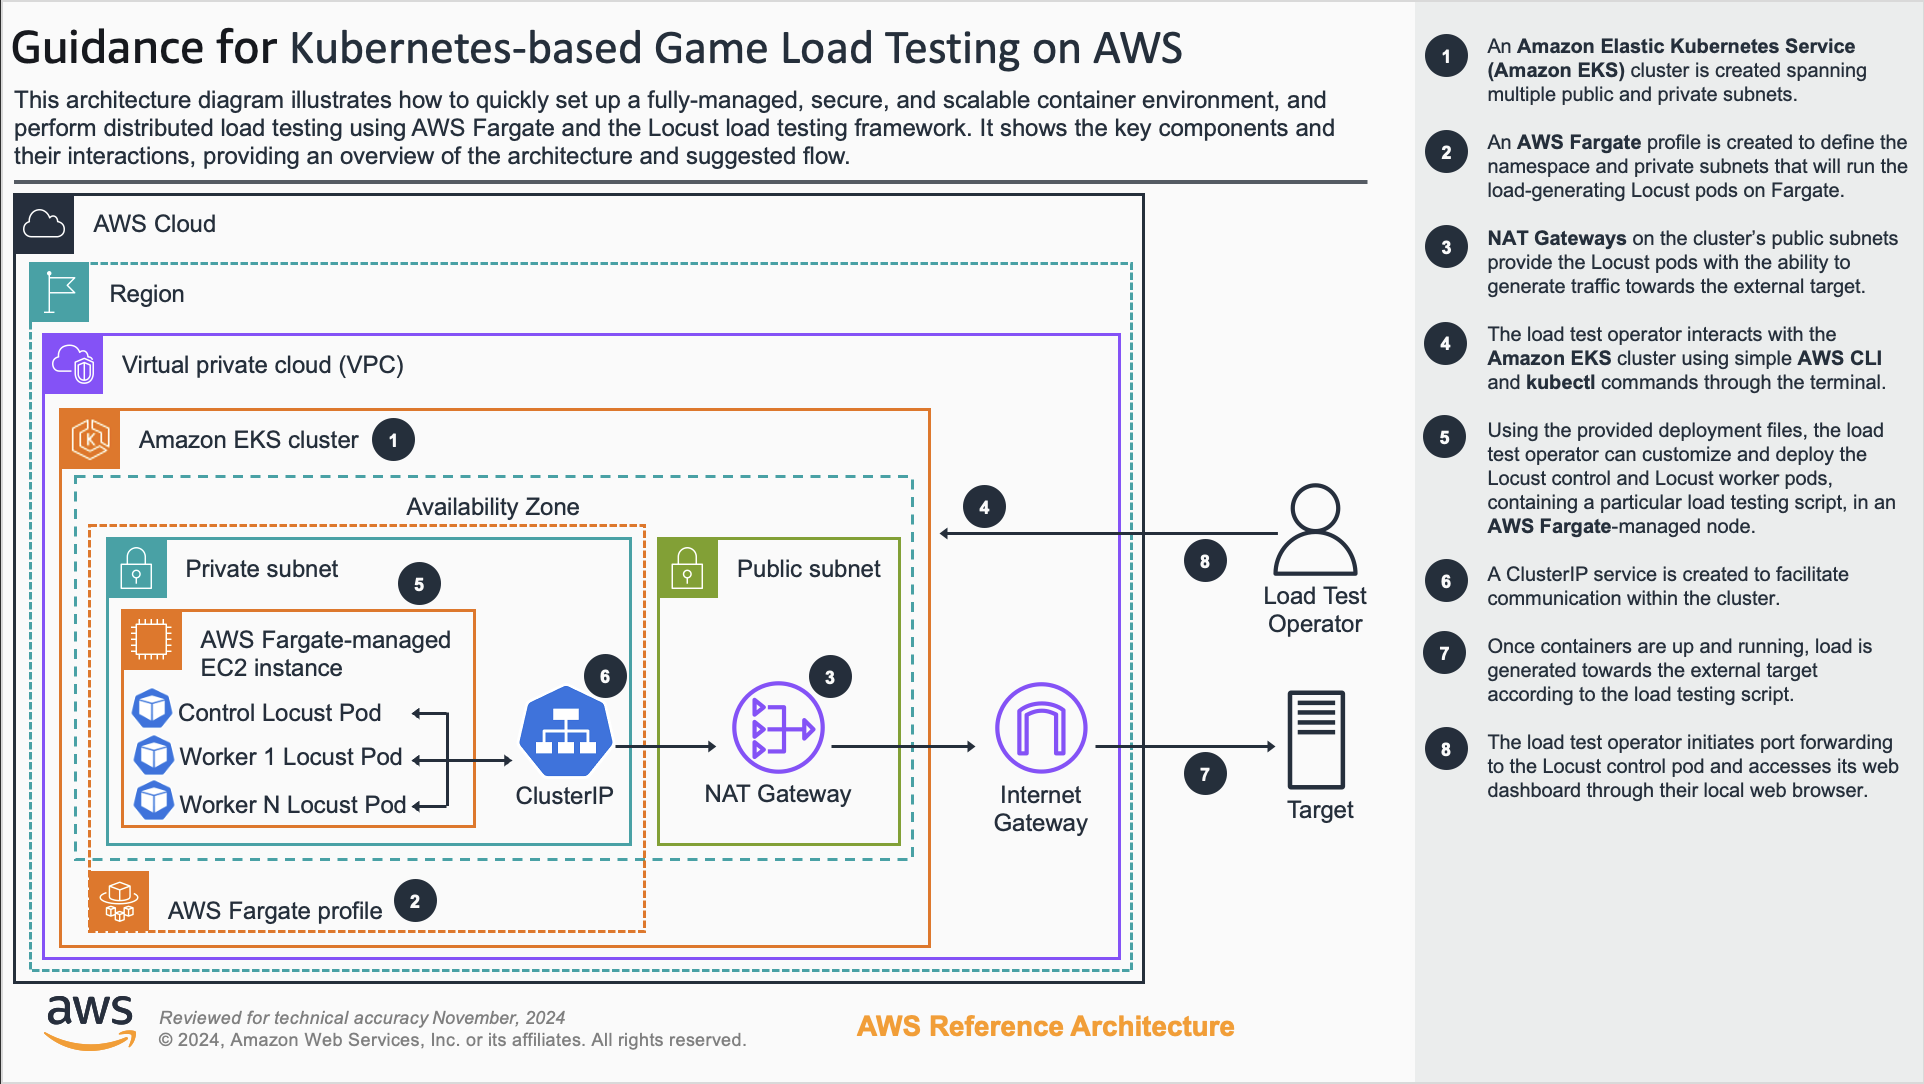 Guidance for Kubernetes-based Game Load Testing on AWS
This architecture diagram illustrates how to quickly set up a fully-managed, secure, and scalable container environment, and
perform distributed load testing using AWS Fargate and the Locust load testing framework. It shows the key components and
their interactions, providing an overview of the architecture and suggested flow.
AWS Cloud
Region
Virtual private cloud (VPC)
Amazon EKS cluster
1
Availability Zone
Private subnet
5
AWS Fargate-managed
EC2 instance
Control Locust Pod
Worker 1 Locust Pod
Worker N Locust Pod
6
ClusterIP
Public subnet
3
NAT Gateway
AWS Fargate profile
2
4
8
Load Test
Operator
Internet
Gateway
7
Target
aws
Reviewed for technical accuracy November, 2024
© 2024, Amazon Web Services, Inc. or its affiliates. All rights reserved.
AWS Reference Architecture
1
An Amazon Elastic Kubernetes Service
(Amazon EKS) cluster is created spanning
multiple public and private subnets.
2
An AWS Fargate profile is created to define the
namespace and private subnets that will run the
load-generating Locust pods on Fargate.
3
NAT Gateways on the cluster’s public subnets
provide the Locust pods with the ability to
generate traffic towards the external target.
4
The load test operator interacts with the
Amazon EKS cluster using simple AWS CLI
and kubectl commands through the terminal.
5
Using the provided deployment files, the load
test operator can customize and deploy the
Locust control and Locust worker pods,
containing a particular load testing script, in an
AWS Fargate-managed node.
6
A ClusterIP service is created to facilitate
communication within the cluster.
7
Once containers are up and running, load is
generated towards the external target
according to the load testing script.
8
The load test operator initiates port forwarding
to the Locust control pod and accesses its web
dashboard through their local web browser.